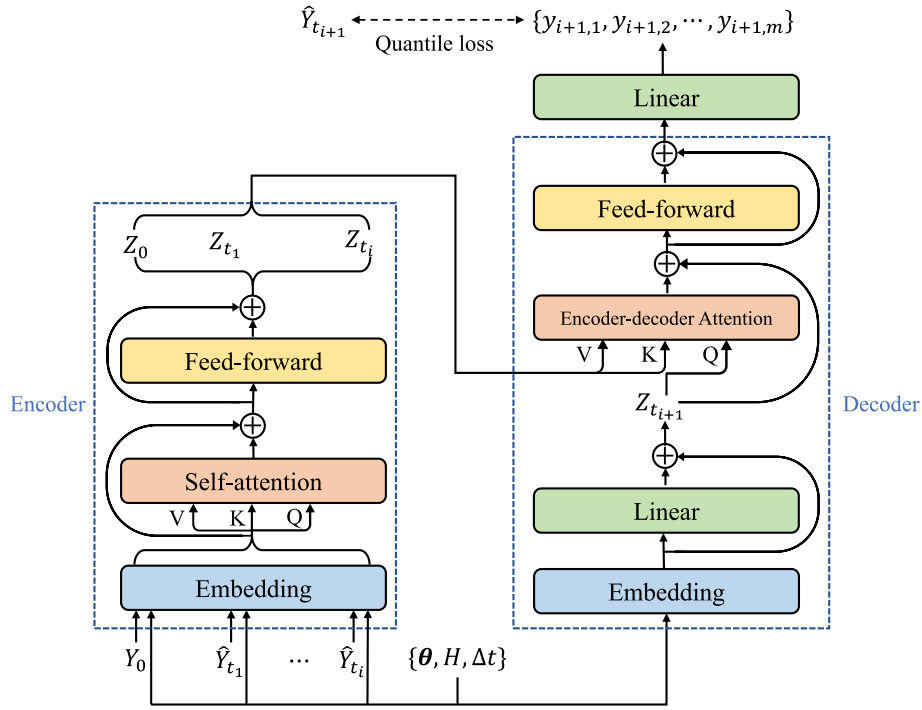 Ŷ_{t_{i+1}} {y_{i+1,1}, y_{i+1,2}, ⋯, y_{i+1,m}}
Quantile loss
Linear
Feed-forward
Z_0 Z_{t_1} Z_{t_i}
Encoder-decoder Attention
V K Q
Feed-forward
Encoder
Z_{t_{i+1}}
Decoder
Self-attention
V K Q
Linear
Embedding
Embedding
Y_0 Ŷ_{t_1} ⋯ Ŷ_{t_i} {θ, H, Δt}